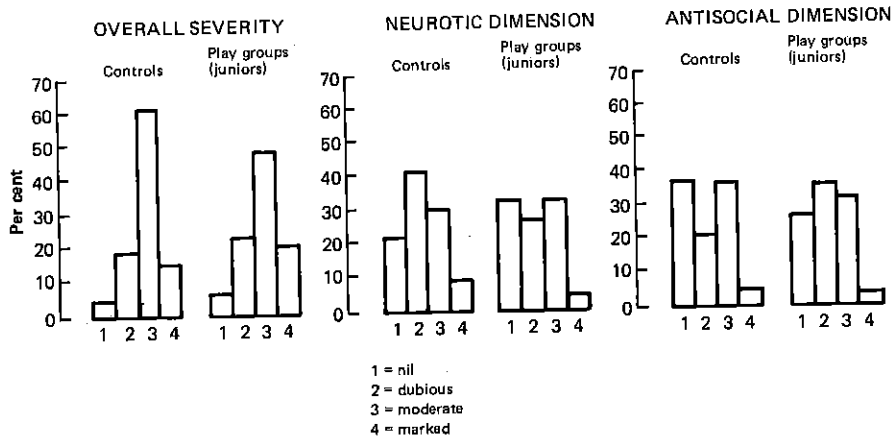 OVERALL SEVERITY
Controls
Play groups
(juniors)
Per cent
70
60
50
40
30
20
10
0
1 2 3 4
1 2 3 4
NEUROTIC DIMENSION
Controls
Play groups
(juniors)
70
60
50
40
30
20
10
0
1 2 3 4
1 2 3 4
ANTISOCIAL DIMENSION
Controls
Play groups
(juniors)
70
60
50
40
30
20
10
0
1 2 3 4
1 2 3 4
1 = nil
2 = dubious
3 = moderate
4 = marked